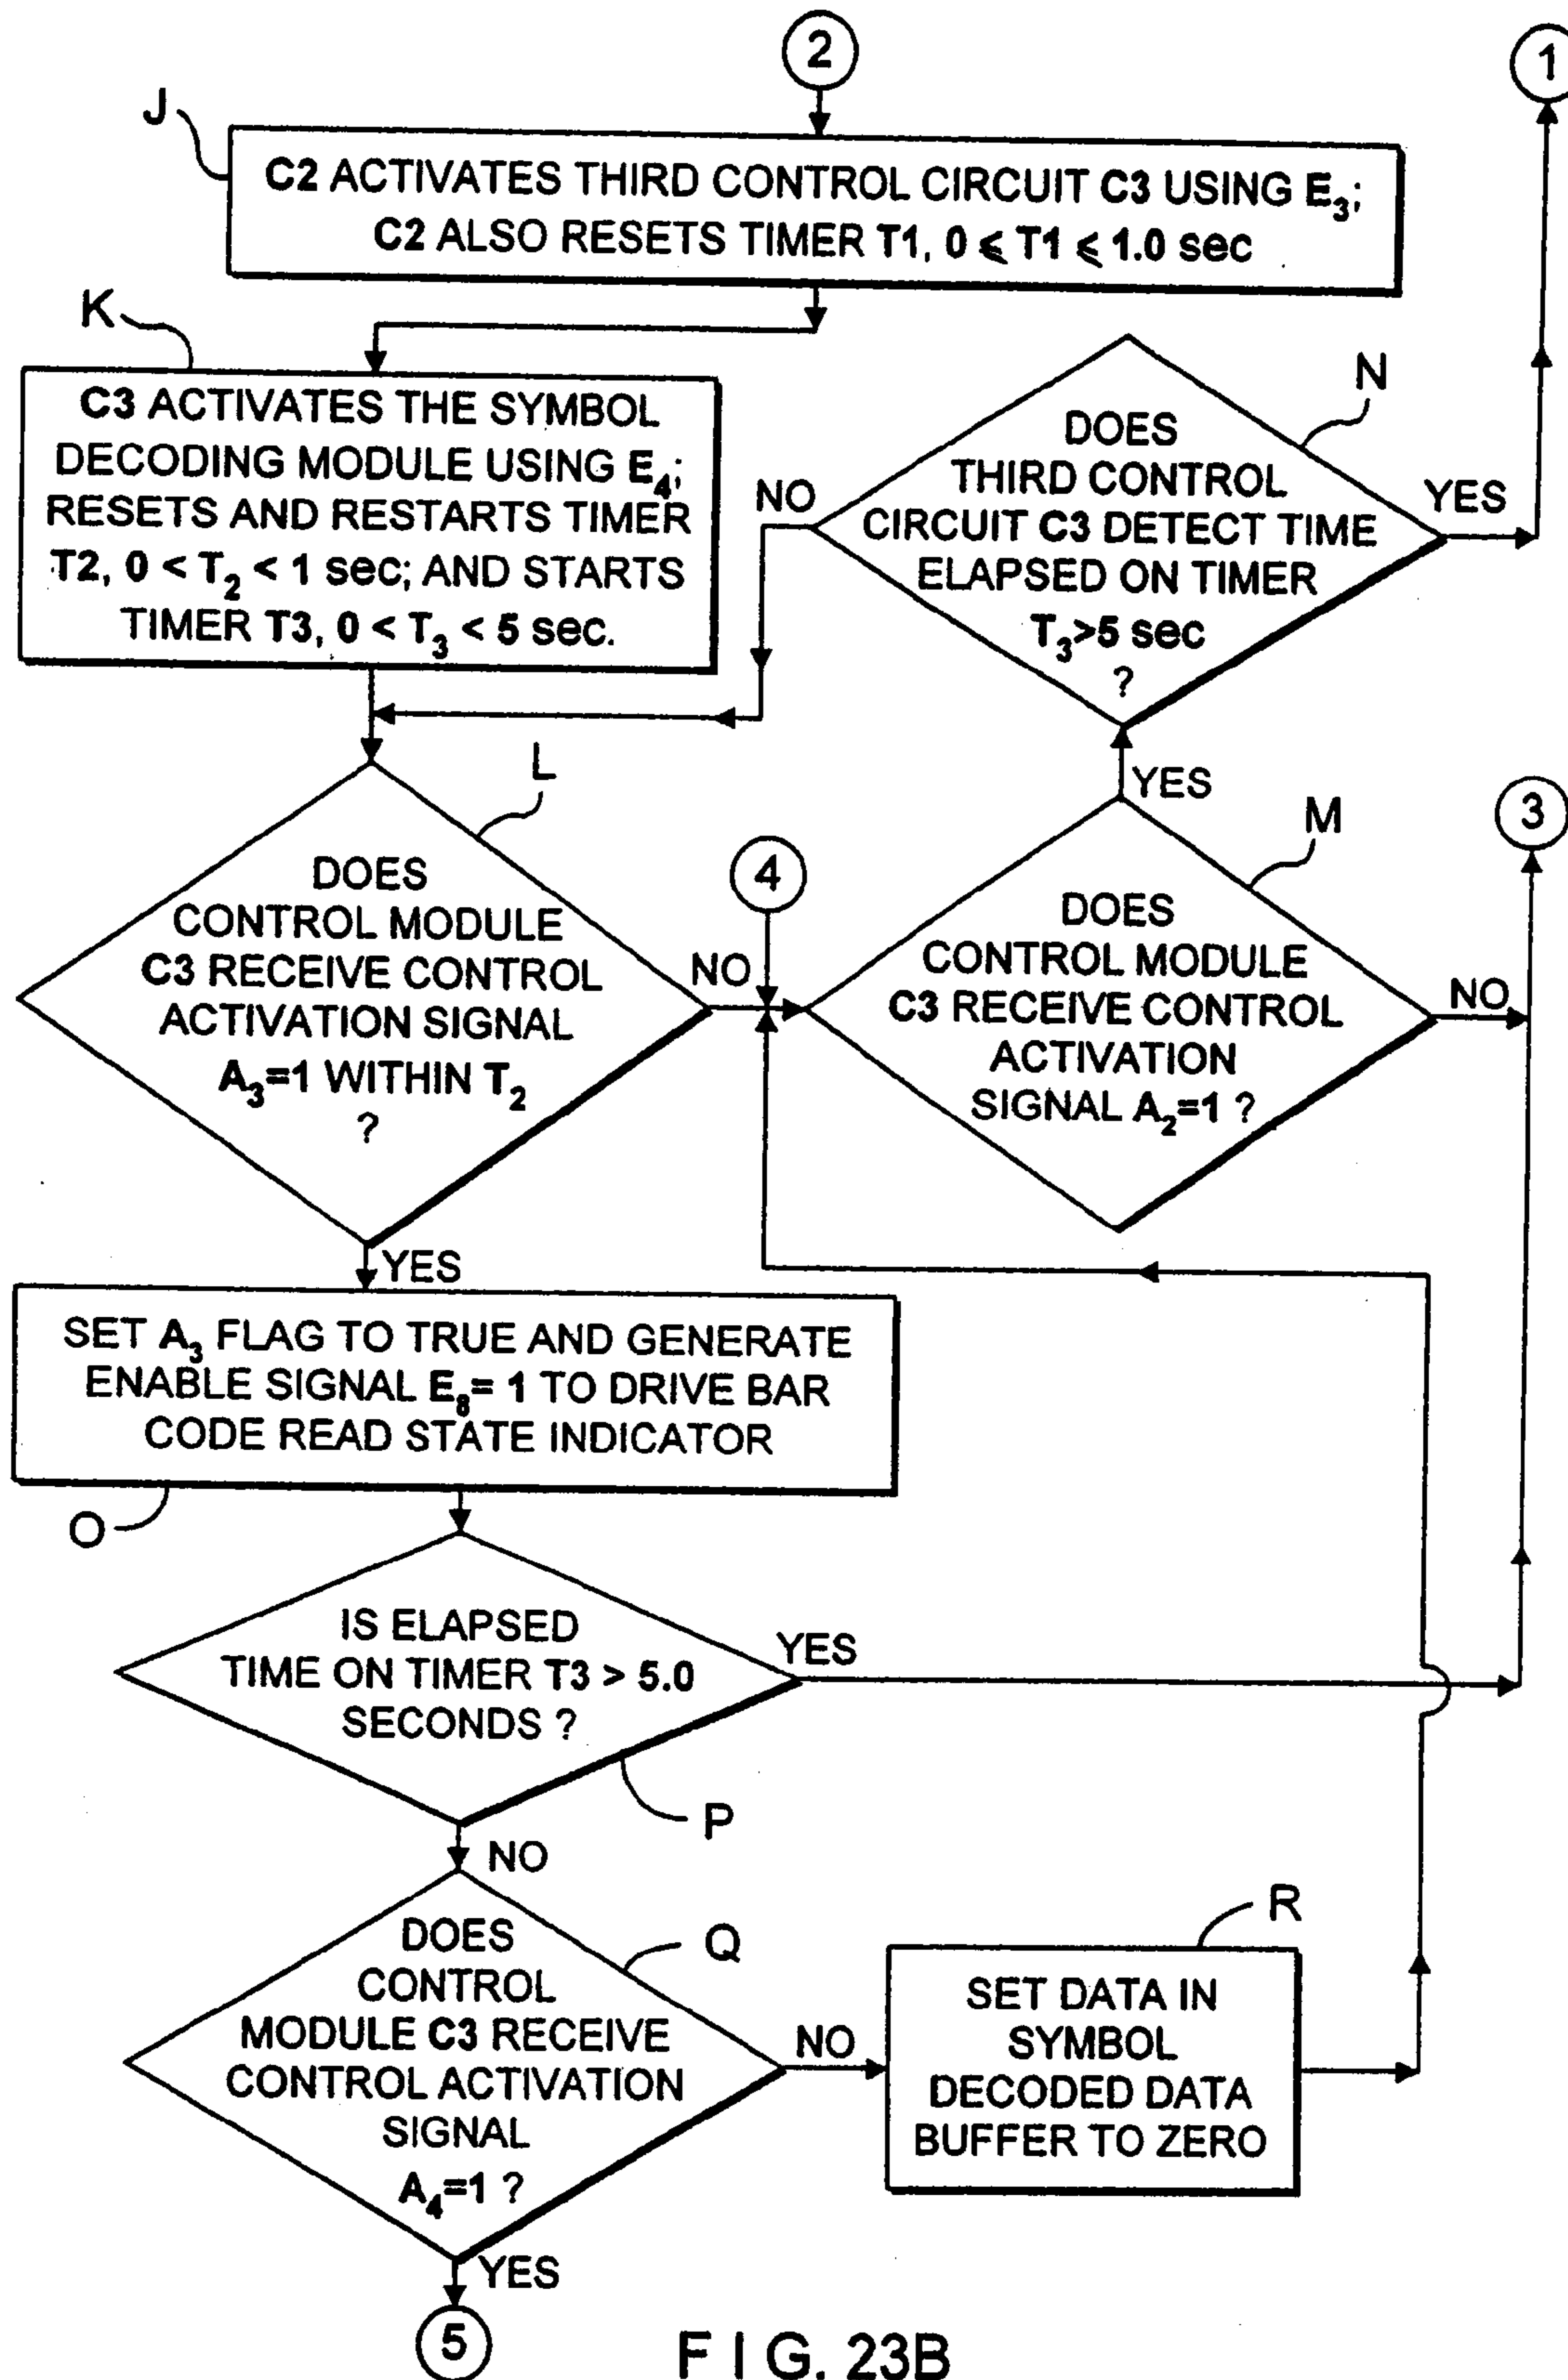 2
1
J
C2 ACTIVATES THIRD CONTROL CIRCUIT C3 USING E₃;
C2 ALSO RESETS TIMER T1, 0 ⩽ T1 ⩽ 1.0 sec
K
C3 ACTIVATES THE SYMBOL
DECODING MODULE USING E₄;
RESETS AND RESTARTS TIMER
T2, 0 < T₂ < 1 sec; AND STARTS
TIMER T3, 0 < T₃ < 5 sec.
N
DOES
THIRD CONTROL
CIRCUIT C3 DETECT TIME
ELAPSED ON TIMER
T₃>5 sec
?
NO
YES
L
DOES
CONTROL MODULE
C3 RECEIVE CONTROL
ACTIVATION SIGNAL
A₃=1 WITHIN T₂
?
NO
4
YES
M
3
DOES
CONTROL MODULE
C3 RECEIVE CONTROL
ACTIVATION
SIGNAL A₂=1 ?
NO
YES
SET A₃ FLAG TO TRUE AND GENERATE
ENABLE SIGNAL E₈= 1 TO DRIVE BAR
CODE READ STATE INDICATOR
O
IS ELAPSED
TIME ON TIMER T3 > 5.0
SECONDS ?
YES
P
NO
DOES
CONTROL
MODULE C3 RECEIVE
CONTROL ACTIVATION
SIGNAL
A₄=1 ?
Q
NO
R
SET DATA IN
SYMBOL
DECODED DATA
BUFFER TO ZERO
YES
5
FIG. 23B